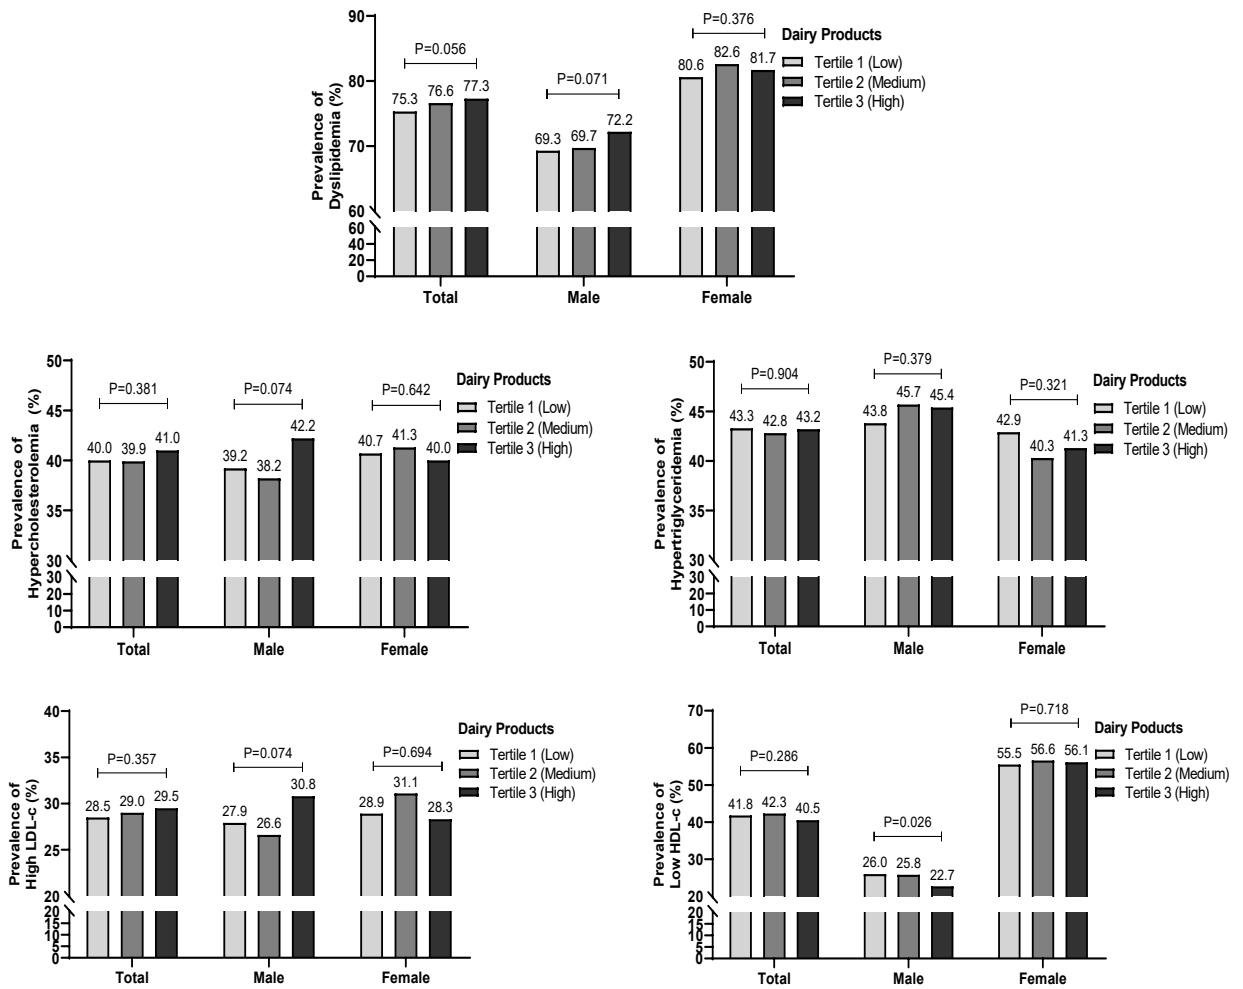 90
80
70
60
60
40
20
0
Prevalence of
Dyslipidemia (%)
P=0.056
75.3
76.6
77.3
P=0.071
69.3
69.7
72.2
P=0.376
80.6
82.6
81.7
Total
Male
Female
Dairy Products
Tertile 1 (Low)
Tertile 2 (Medium)
Tertile 3 (High)
50
45
40
35
30
30
20
10
0
Prevalence of
Hypercholesterolemia (%)
P=0.381
40.0
39.9
41.0
P=0.074
39.2
38.2
42.2
P=0.642
40.7
41.3
40.0
Total
Male
Female
Dairy Products
Tertile 1 (Low)
Tertile 2 (Medium)
Tertile 3 (High)
50
45
40
35
30
30
20
10
0
Prevalence of
Hypertriglyceridemia (%)
P=0.904
43.3
42.8
43.2
P=0.379
43.8
45.7
45.4
P=0.321
42.9
40.3
41.3
Total
Male
Female
Dairy Products
Tertile 1 (Low)
Tertile 2 (Medium)
Tertile 3 (High)
40
35
30
25
20
20
15
10
5
0
Prevalence of
High LDL-c (%)
P=0.357
28.5
29.0
29.5
P=0.074
27.9
26.6
30.8
P=0.694
28.9
31.1
28.3
Total
Male
Female
Dairy Products
Tertile 1 (Low)
Tertile 2 (Medium)
Tertile 3 (High)
70
60
50
40
30
20
20
15
10
5
0
Prevalence of
Low HDL-c (%)
P=0.286
41.8
42.3
40.5
P=0.026
26.0
25.8
22.7
P=0.718
55.5
56.6
56.1
Total
Male
Female
Dairy Poducts
Tertile 1 (Low)
Tertile 2 (Medium)
Tertile 3 (High)